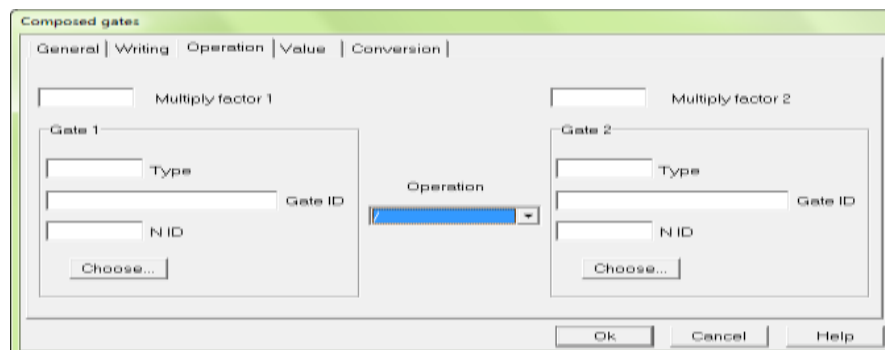 Composed gates
General Writing Operation Value Conversion
Multiply factor 1 Multiply factor 2
Gate 1 Gate 2
Type Type
Operation
Gate ID Gate ID
/
N ID N ID
Choose... Choose...
Ok Cancel Help